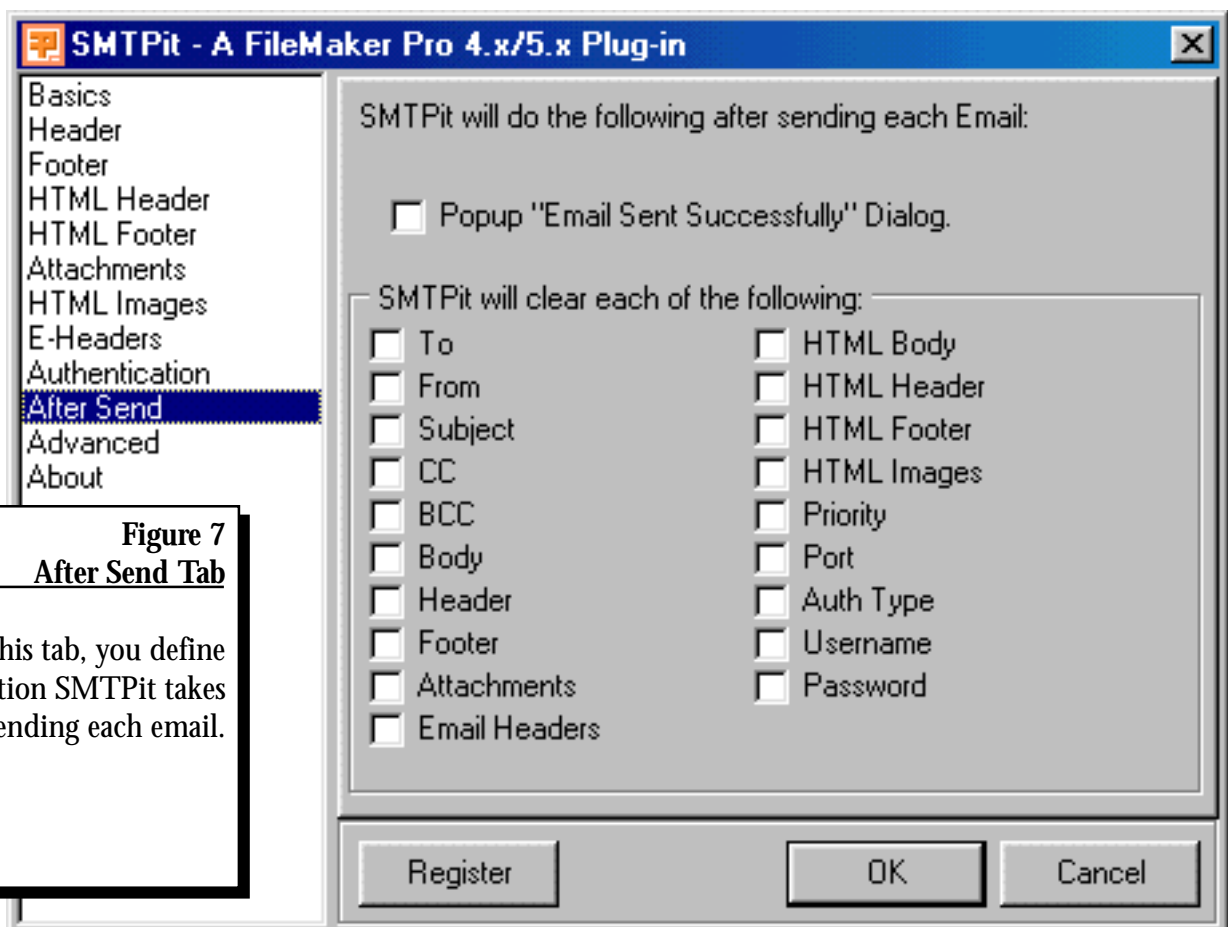 SMTPit - A FileMaker Pro 4.x/5.x Plug-in
Basics
Header
Footer
HTML Header
HTML Footer
Attachments
HTML Images
E-Headers
Authentication
After Send
Advanced
About
Figure 7
After Send Tab
his tab, you define
tion SMTPit takes
ending each email.
SMTPit will do the following after sending each Email:
Popup "Email Sent Successfully" Dialog.
SMTPit will clear each of the following:
To
From
Subject
CC
BCC
Body
Header
Footer
Attachments
Email Headers
HTML Body
HTML Header
HTML Footer
HTML Images
Priority
Port
Auth Type
Username
Password
Register
OK
Cancel